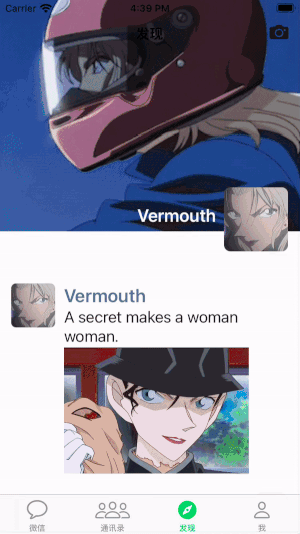 Carrier 4:39 PM
发现
Vermouth
Vermouth
A secret makes a woman
woman.
微信 通讯录 发现 我